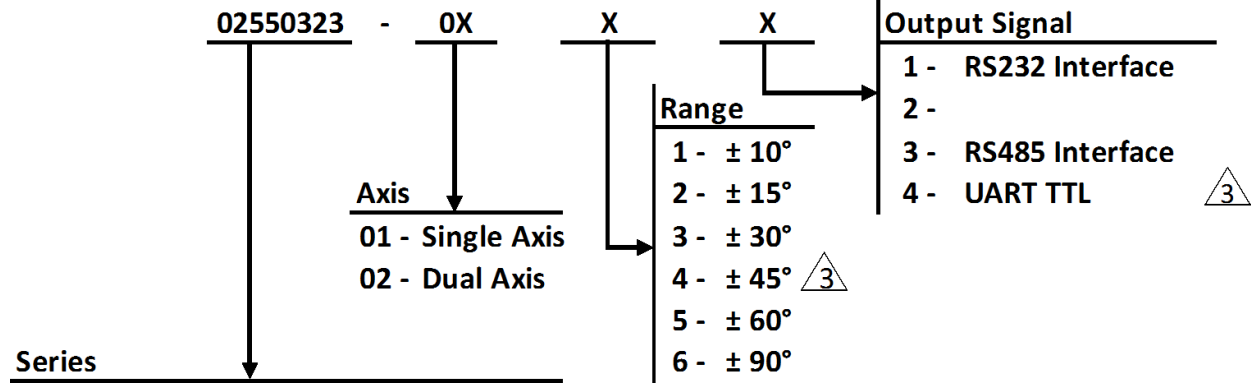 02550323 - 0X X X
Output Signal
1 - RS232 Interface
2 -
3 - RS485 Interface
4 - UART TTL 3
Range
1 - ± 10°
2 - ± 15°
3 - ± 30°
4 - ± 45° 3
5 - ± 60°
6 - ± 90°
Axis
01 - Single Axis
02 - Dual Axis
Series